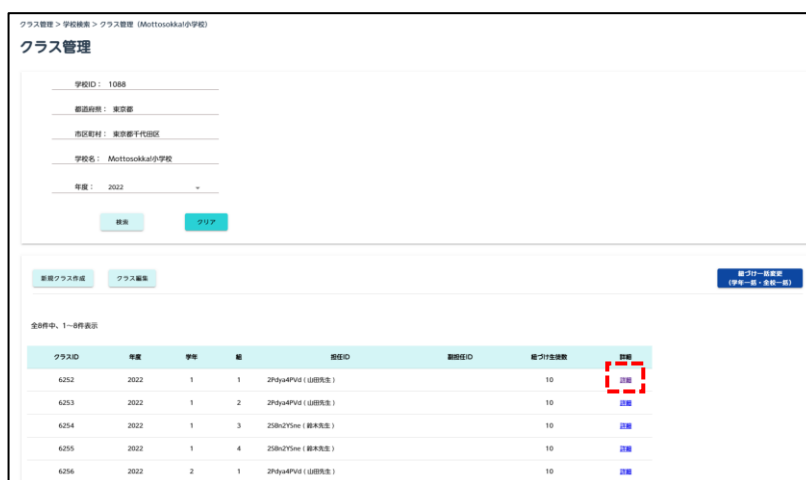 クラス管理 > 学校検索 > クラス管理（Mottosokka!小学校）
クラス管理
学校ID： 1088
都道府県： 東京都
市区町村： 東京都千代田区
学校名： Mottosokka!小学校
年度： 2022
検索 クリア
新規クラス作成 クラス編集 紐づけ一括変更
（学年一括・全校一括）
全8件中、1～8件表示
クラスID 年度 学年 組 担任ID 副担任ID 紐づけ生徒数 詳細
6252 2022 1 1 2Pdya4PVd ( 山田先生 ) 10 詳細
6253 2022 1 2 2Pdya4PVd ( 山田先生 ) 10 詳細
6254 2022 1 3 2S8n2YSne ( 鈴木先生 ) 10 詳細
6255 2022 1 4 2S8n2YSne ( 鈴木先生 ) 10 詳細
6256 2022 2 1 2Pdya4PVd ( 山田先生 ) 10 詳細